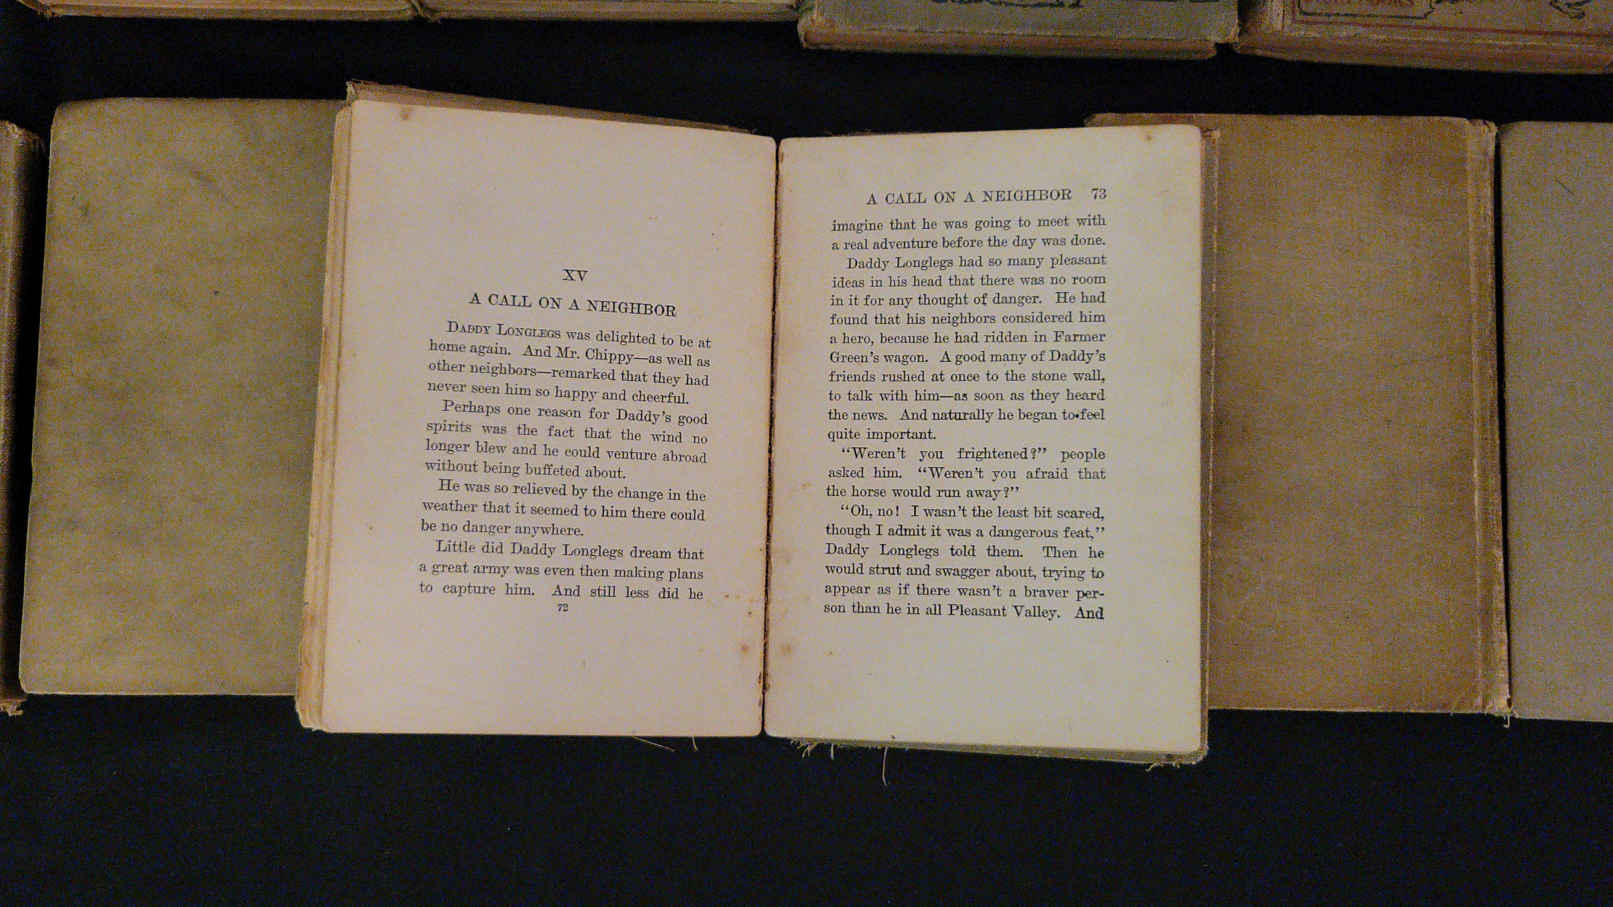 XV
A CALL ON A NEIGHBOR
DADDY LONGLEGS was delighted to be at
home again. And Mr. Chippy—as well as
other neighbors—remarked that they had
never seen him so happy and cheerful.
Perhaps one reason for Daddy's good
spirits was the fact that the wind no
longer blew and he could venture abroad
without being buffeted about.
He was so relieved by the change in the
weather that it seemed to him there could
be no danger anywhere.
Little did Daddy Longlegs dream that
a great army was even then making plans
to capture him. And still less did he
72
A CALL ON A NEIGHBOR 73
imagine that he was going to meet with
a real adventure before the day was done.
Daddy Longlegs had so many pleasant
ideas in his head that there was no room
in it for any thought of danger. He had
found that his neighbors considered him
a hero, because he had ridden in Farmer
Green's wagon. A good many of Daddy's
friends rushed at once to the stone wall,
to talk with him—as soon as they heard
the news. And naturally he began to feel
quite important.
"Weren't you frightened?" people
asked him. "Weren't you afraid that
the horse would run away?"
"Oh, no! I wasn't the least bit scared,
though I admit it was a dangerous feat,"
Daddy Longlegs told them. Then he
would strut and swagger about, trying to
appear as if there wasn't a braver per-
son than he in all Pleasant Valley. And